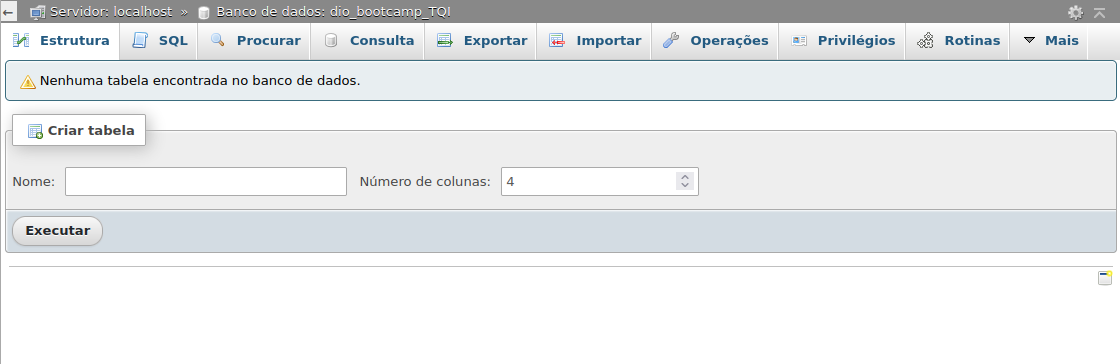 Servidor: localhost » Banco de dados: dio_bootcamp_TQI
Estrutura SQL Procurar Consulta Exportar Importar Operações Privilégios Rotinas Mais
Nenhuma tabela encontrada no banco de dados.
Criar tabela
Nome: Número de colunas: 4
Executar